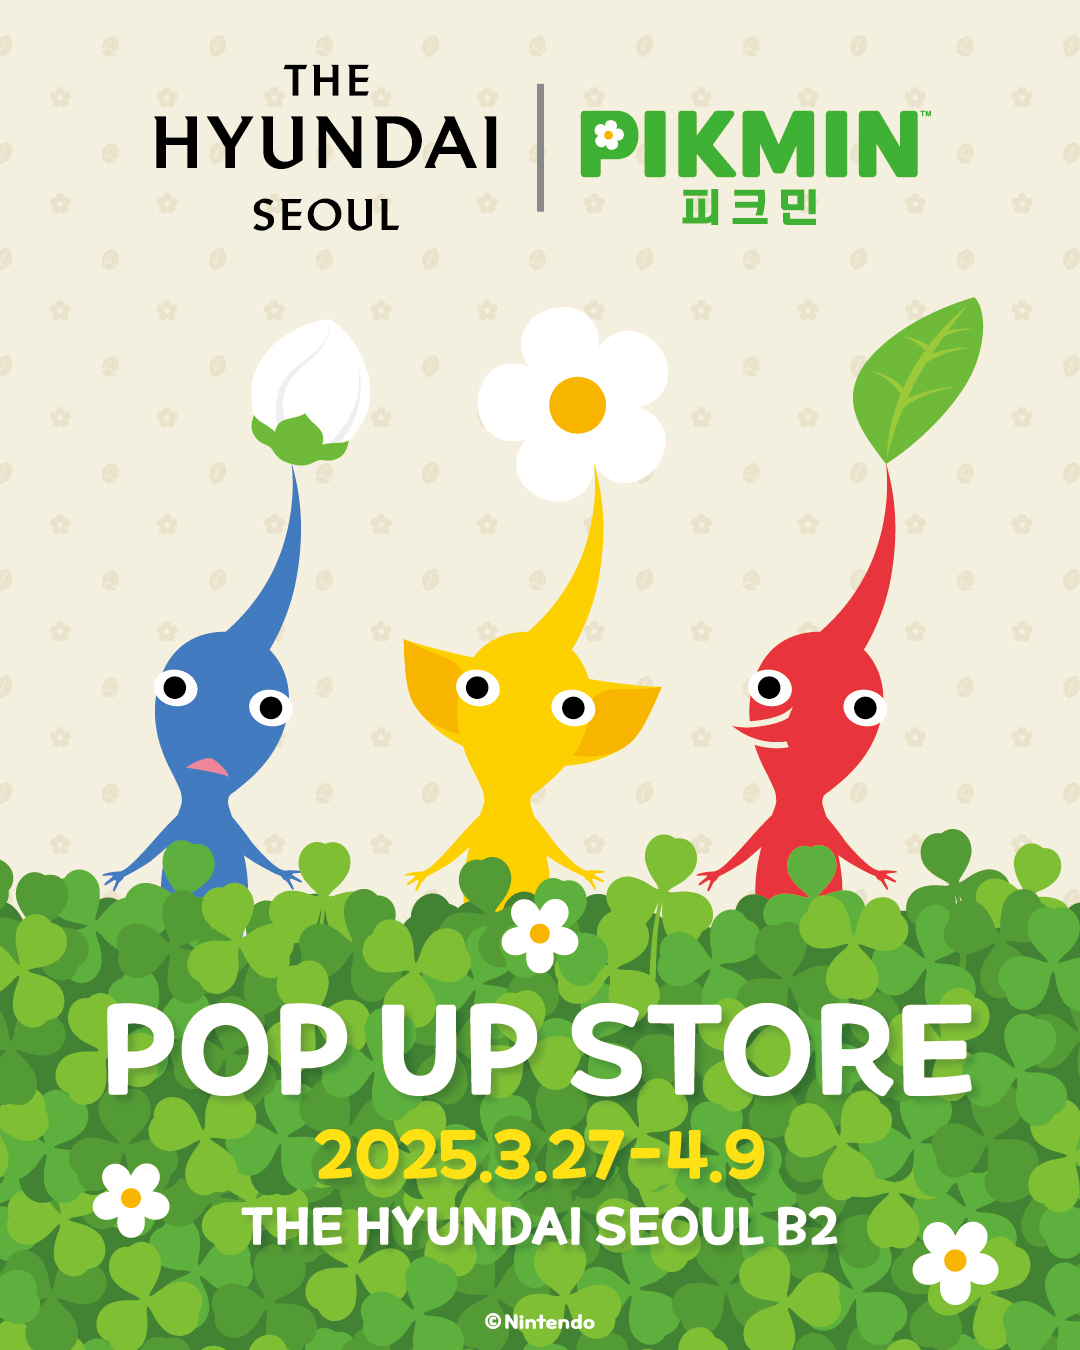 THE
HYUNDAI
SEOUL
PIKMIN™
피크민
POP UP STORE
2025.3.27-4.9
THE HYUNDAI SEOUL B2
©Nintendo